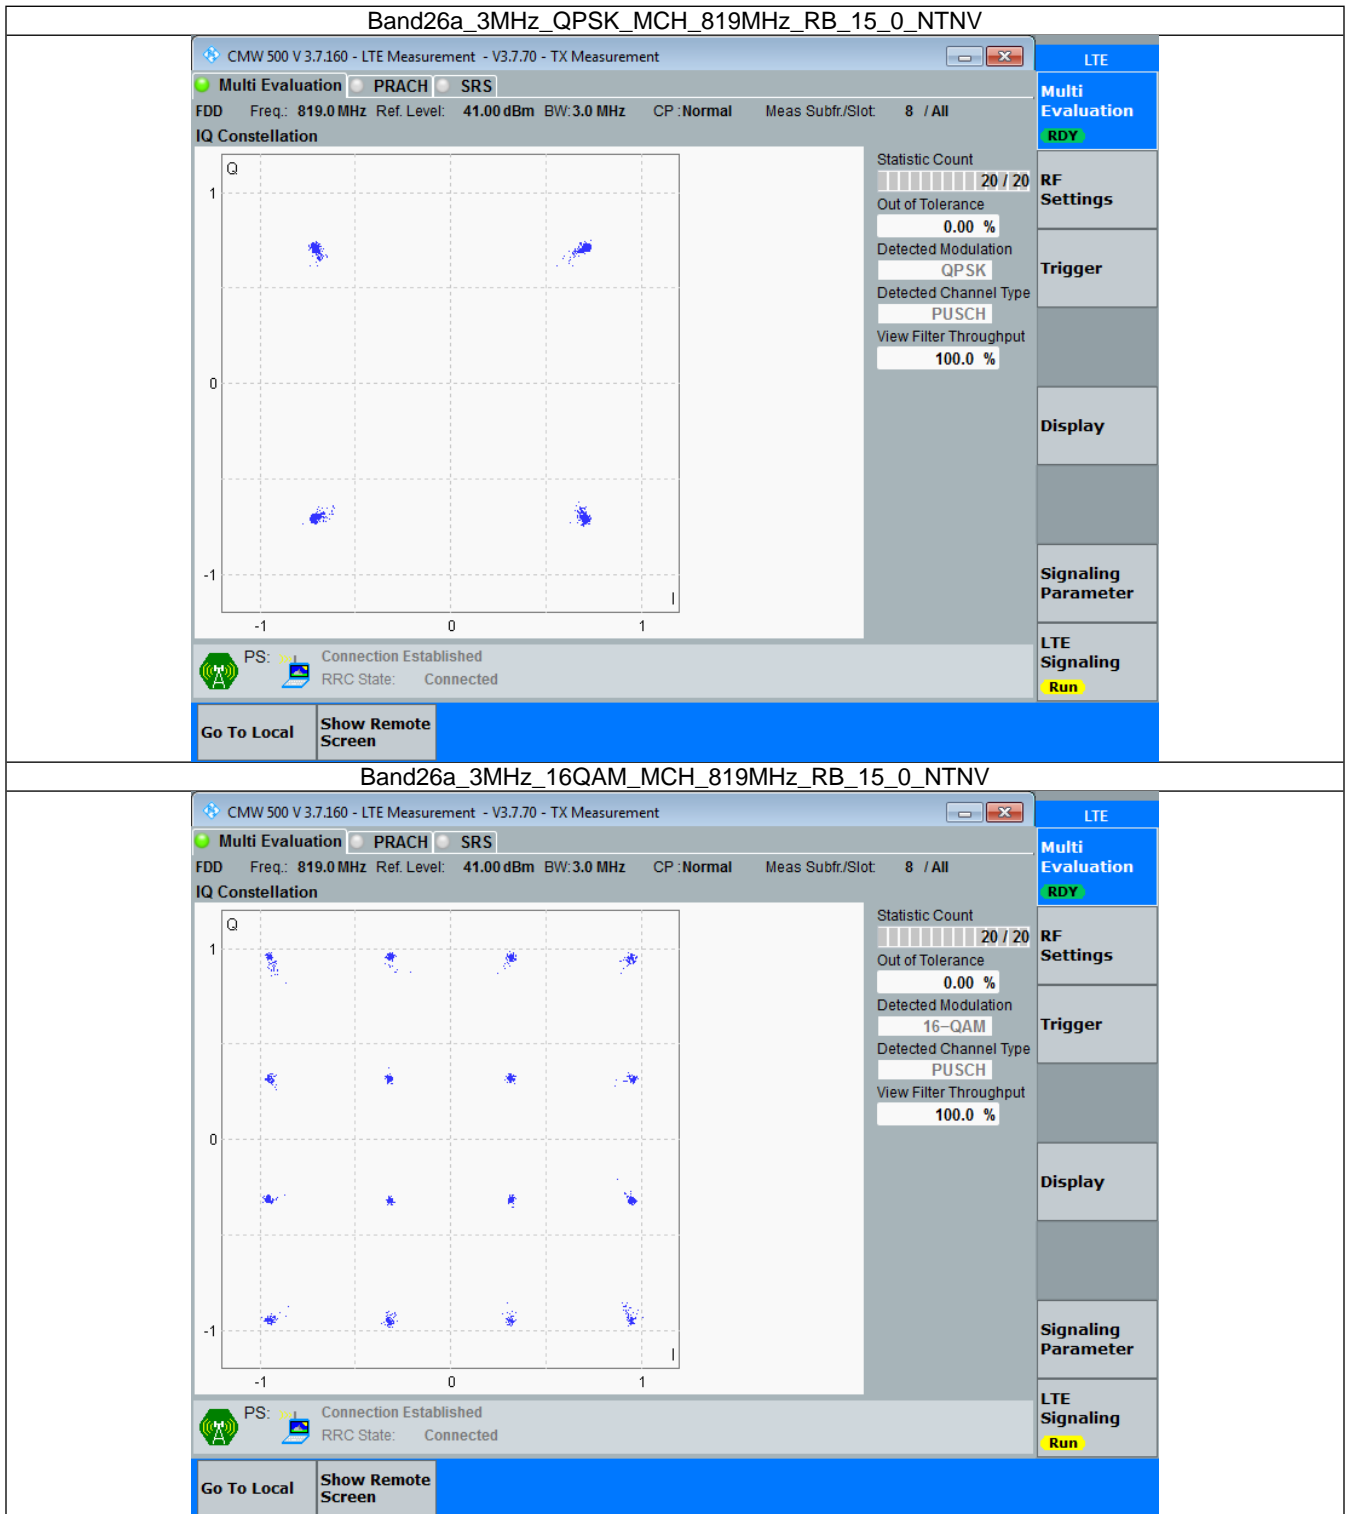 Band26a_3MHz_QPSK_MCH_819MHz_RB_15_0_NTNV
CMW 500 V 3.7.160 - LTE Measurement - V3.7.70 - TX Measurement
LTE
Multi Evaluation PRACH SRS
Multi Evaluation
RDY
FDD Freq.: 819.0 MHz Ref. Level: 41.00 dBm BW: 3.0 MHz CP : Normal Meas Subfr./Slot: 8 / All
IQ Constellation
Q
1
0
-1
I
-1 0 1
Statistic Count
20 / 20
Out of Tolerance
0.00 %
Detected Modulation
QPSK
Detected Channel Type
PUSCH
View Filter Throughput
100.0 %
RF
Settings
Trigger
Display
Signaling
Parameter
LTE
Signaling
Run
PS: Connection Established
RRC State: Connected
Go To Local
Show Remote
Screen
Band26a_3MHz_16QAM_MCH_819MHz_RB_15_0_NTNV
CMW 500 V 3.7.160 - LTE Measurement - V3.7.70 - TX Measurement
LTE
Multi Evaluation PRACH SRS
Multi Evaluation
RDY
FDD Freq.: 819.0 MHz Ref. Level: 41.00 dBm BW: 3.0 MHz CP : Normal Meas Subfr./Slot: 8 / All
IQ Constellation
Q
1
0
-1
I
-1 0 1
Statistic Count
20 / 20
Out of Tolerance
0.00 %
Detected Modulation
16-QAM
Detected Channel Type
PUSCH
View Filter Throughput
100.0 %
RF
Settings
Trigger
Display
Signaling
Parameter
LTE
Signaling
Run
PS: Connection Established
RRC State: Connected
Go To Local
Show Remote
Screen